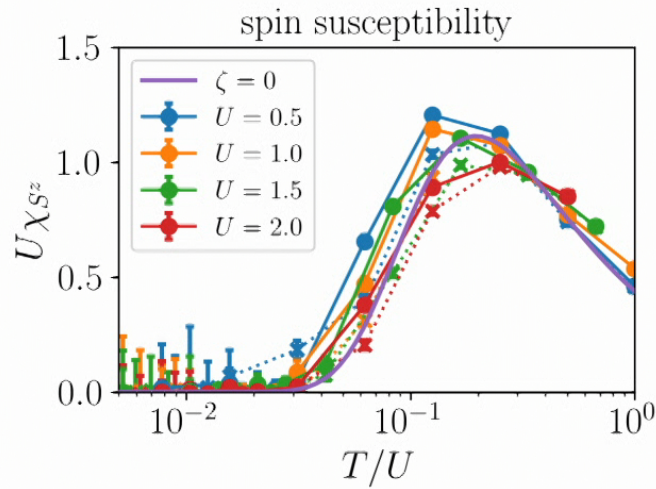 spin susceptibility
1.5
1.0
0.5
0.0
UχS^z
ζ = 0
U = 0.5
U = 1.0
U = 1.5
U = 2.0
10^−2
10^−1
10^0
T/U